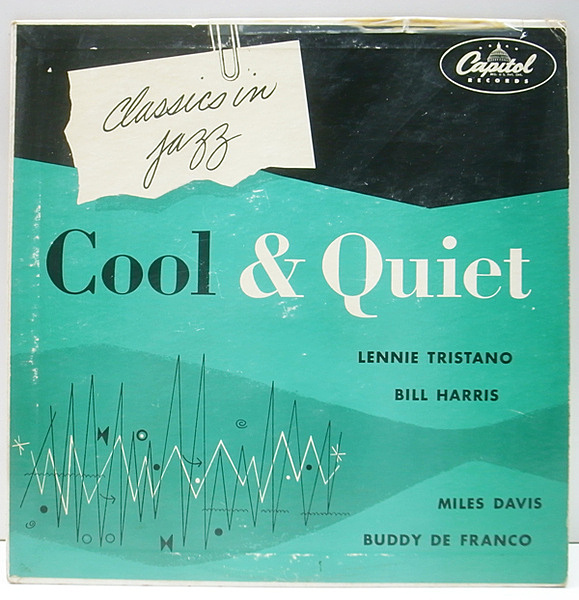 Classics in
jazz
Capitol
RECORDS
Cool & Quiet
LENNIE TRISTANO
BILL HARRIS
MILES DAVIS
BUDDY DE FRANCO